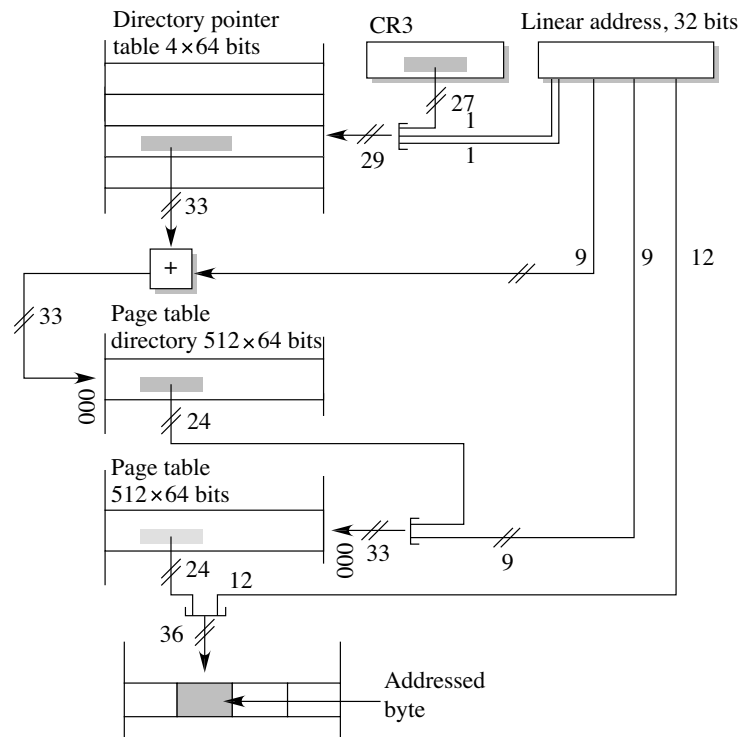 Directory pointer
table 4×64 bits
CR3
Linear address, 32 bits
27
1
1
29
33
+
9
9
12
33
Page table
directory 512×64 bits
000
24
Page table
512×64 bits
33
000
9
24
12
36
Addressed
byte